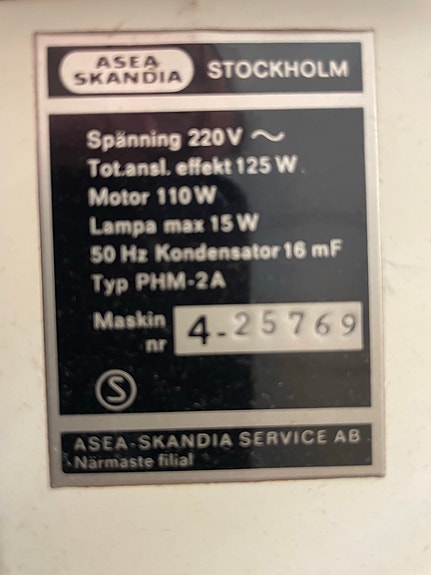 ASEA
SKANDIA STOCKHOLM
Spänning 220 V ~
Tot.ansl. effekt 125 W
Motor 110 W
Lampa max 15 W
50 Hz Kondensator 16 mF
Typ PHM-2A
Maskin
nr 4-25769
S
ASEA-SKANDIA SERVICE AB
Närmaste filial